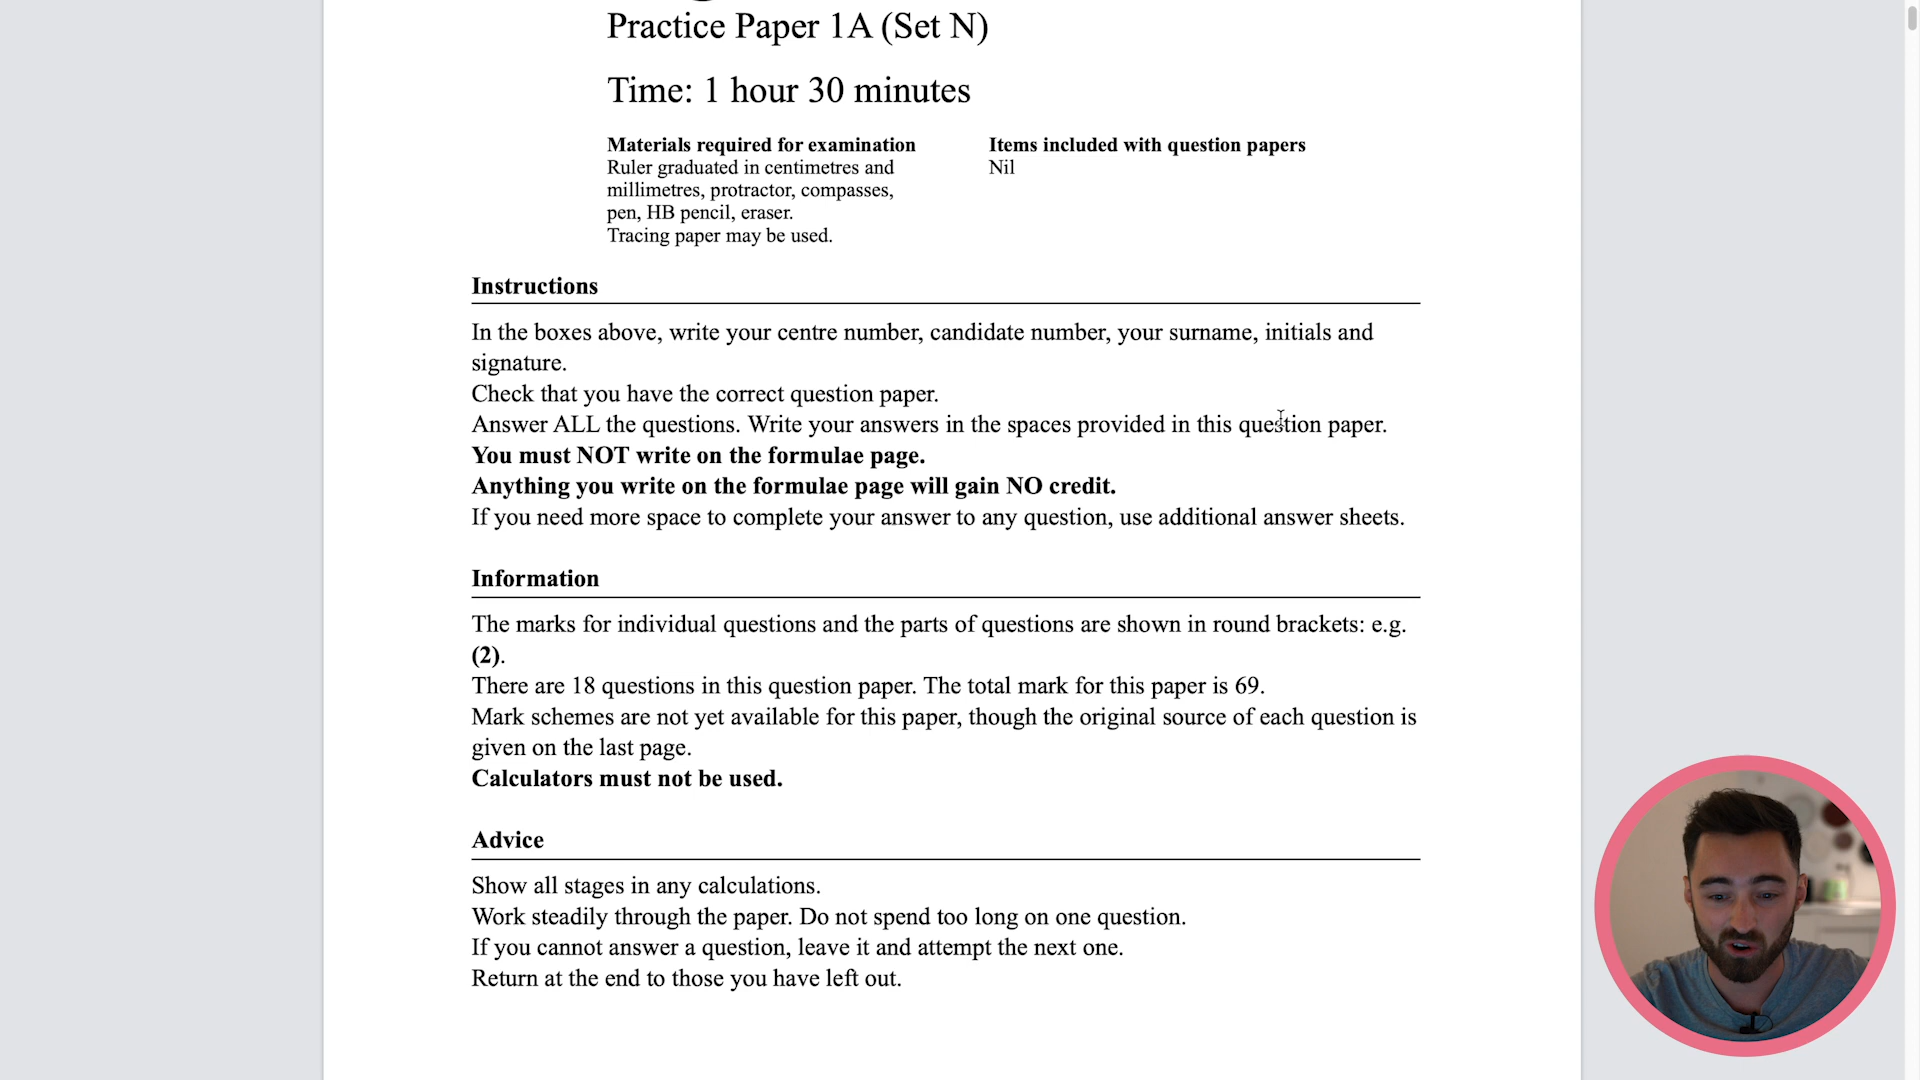 Practice Paper 1A (Set N)
Time: 1 hour 30 minutes
Materials required for examination
Ruler graduated in centimetres and
millimetres, protractor, compasses,
pen, HB pencil, eraser.
Tracing paper may be used.
Items included with question papers
Nil
Instructions
In the boxes above, write your centre number, candidate number, your surname, initials and
signature.
Check that you have the correct question paper.
Answer ALL the questions. Write your answers in the spaces provided in this question paper.
You must NOT write on the formulae page.
Anything you write on the formulae page will gain NO credit.
If you need more space to complete your answer to any question, use additional answer sheets.
Information
The marks for individual questions and the parts of questions are shown in round brackets: e.g.
(2).
There are 18 questions in this question paper. The total mark for this paper is 69.
Mark schemes are not yet available for this paper, though the original source of each question is
given on the last page.
Calculators must not be used.
Advice
Show all stages in any calculations.
Work steadily through the paper. Do not spend too long on one question.
If you cannot answer a question, leave it and attempt the next one.
Return at the end to those you have left out.